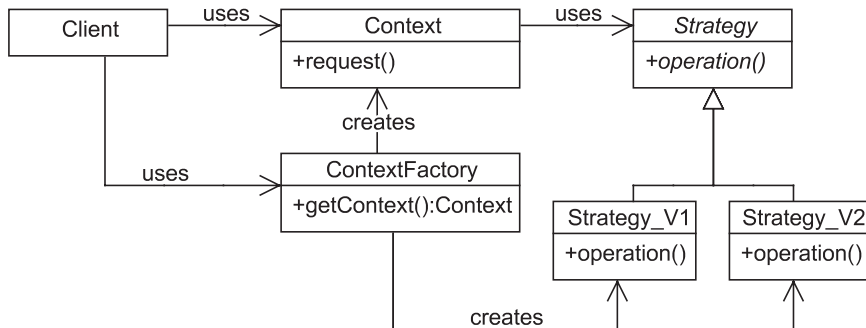 Client
uses
Context
+request()
uses
Strategy
+operation()
creates
uses
ContextFactory
+getContext():Context
Strategy_V1
+operation()
Strategy_V2
+operation()
creates